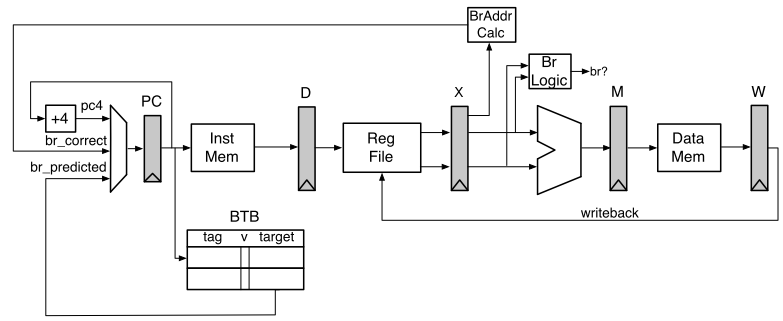 BrAddr
Calc
Br
Logic
br?
PC
D
X
M
W
+4
pc4
br_correct
br_predicted
Inst
Mem
Reg
File
Data
Mem
writeback
BTB
tag v target